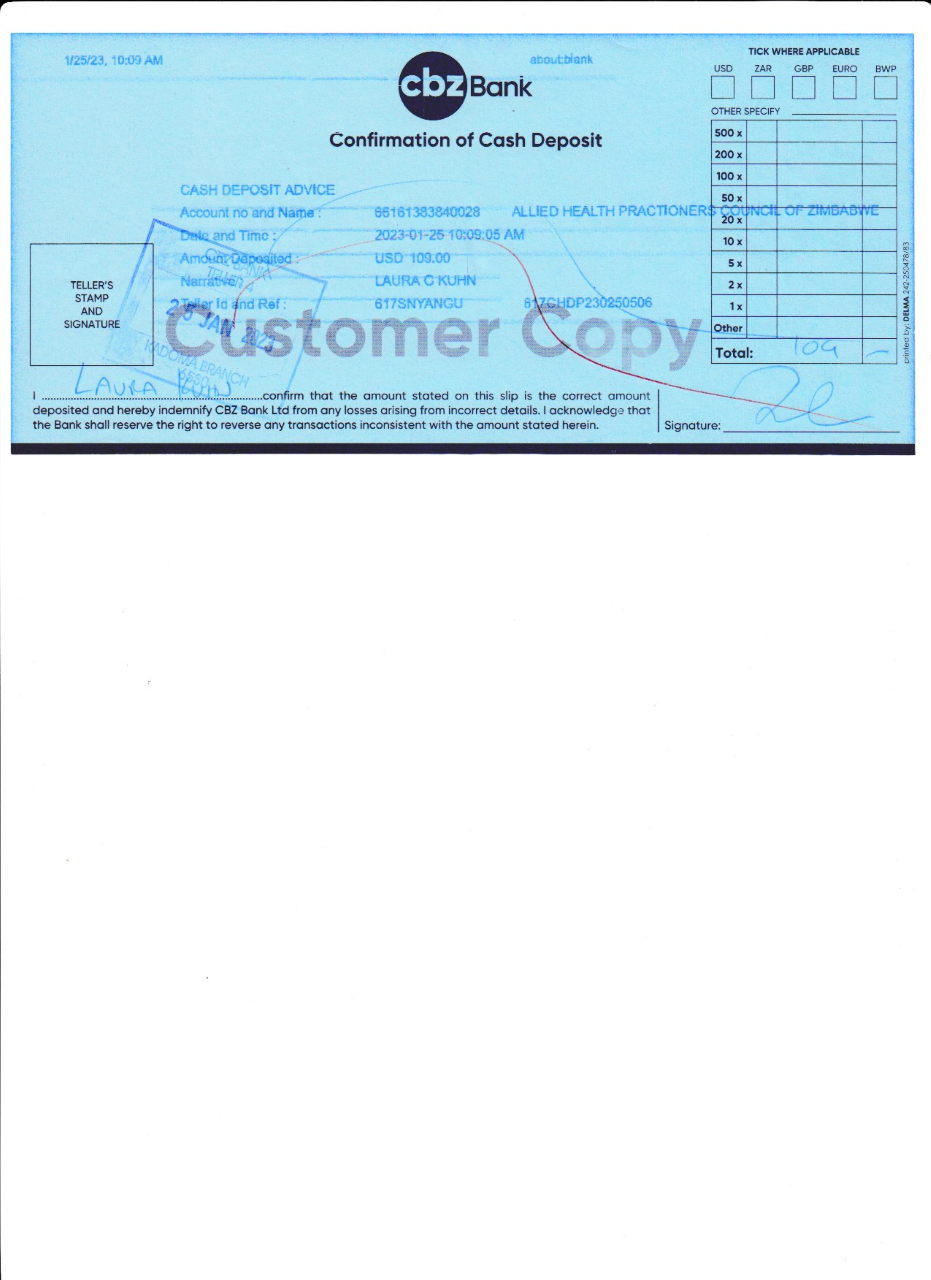 1/25/23, 10:09 AM
about:blank
cbz Bank
Confirmation of Cash Deposit
TICK WHERE APPLICABLE
USD ZAR GBP EURO BWP
OTHER SPECIFY
500 x
200 x
100 x
50 x
20 x
10 x
5 x
2 x
1 x
Other
Total: 109 -
CASH DEPOSIT ADVICE
Account no and Name : 66161383840028 ALLIED HEALTH PRACTIONERS COUNCIL OF ZIMBABWE
Date and Time : 2023-01-25 10:09:05 AM
Amount Deposited : USD 109.00
Narrative : LAURA C KUHN
Teller Id and Ref : 617SNYANGU 617CHDP230250506
TELLER'S
STAMP
AND
SIGNATURE
CBZ BANK
TELLER
25 JAN 2023
KADOMA BRANCH
Customer Copy
I LAURA KUHN confirm that the amount stated on this slip is the correct amount
deposited and hereby indemnify CBZ Bank Ltd from any losses arising from incorrect details. I acknowledge that
the Bank shall reserve the right to reverse any transactions inconsistent with the amount stated herein.
Signature:
printed by: DELMA 242-250478/83